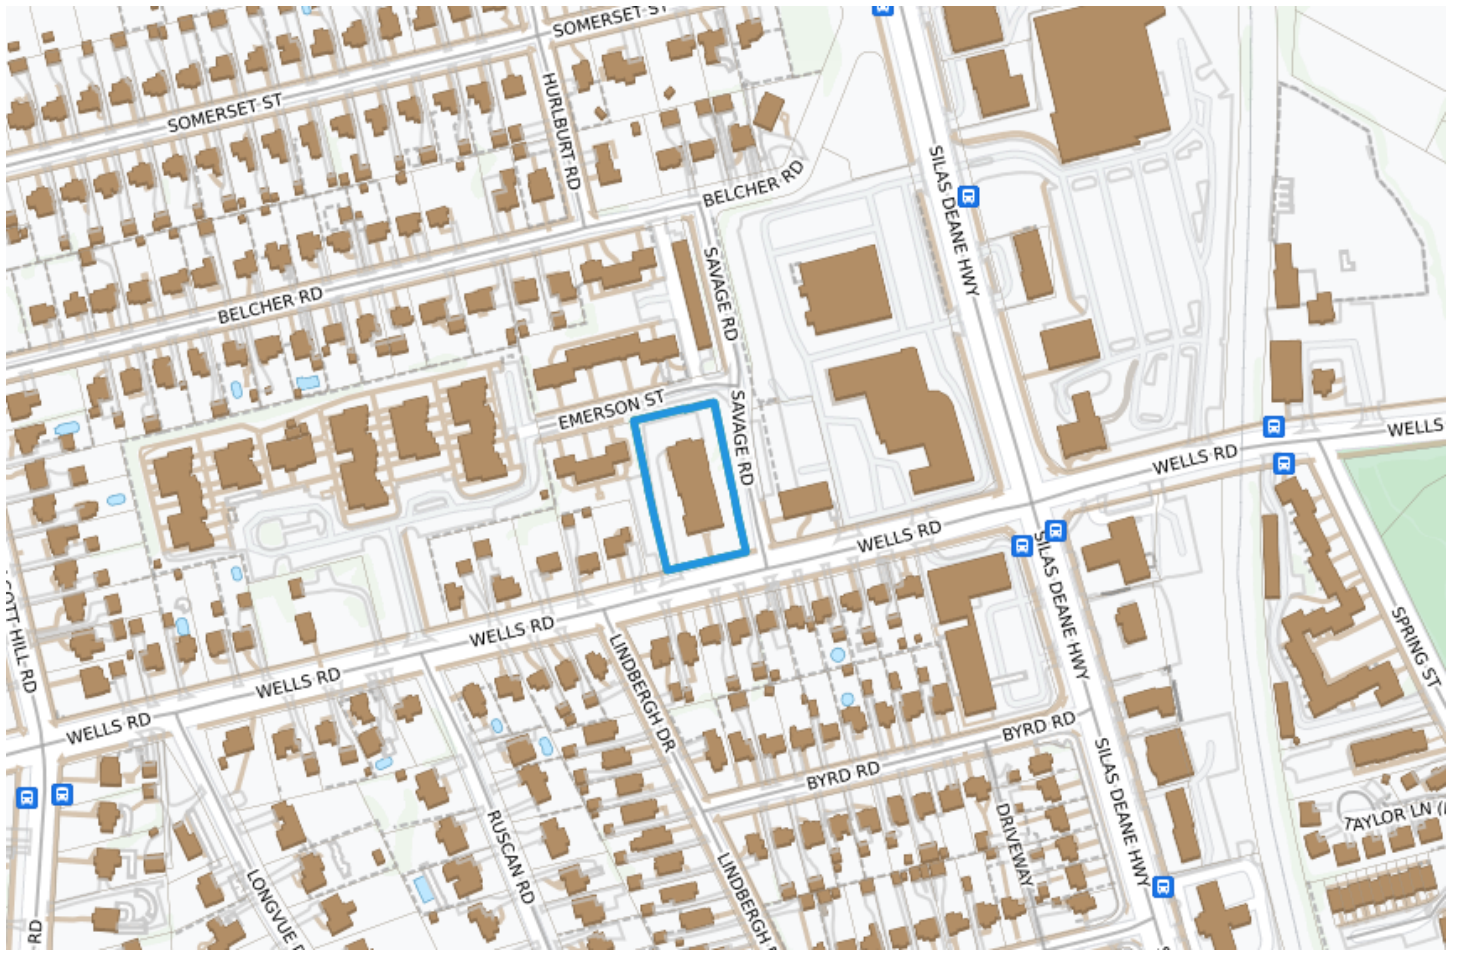 SOMERSET ST
SOMERSET ST
HURLBURT RD
SILAS DEANE HWY
BELCHER RD
SAVAGE RD
BELCHER RD
EMERSON ST
SAVAGE RD
WELLS
WELLS RD
WELLS RD
SILAS DEANE HWY
WELLS RD
SPRING ST
LINDBERGH DR
WELLS RD
WELLS RD
BYRD RD
BYRD RD
SILAS DEANE HWY
DRIVEWAY
TAYLOR LN
RUSCAN RD
LINDBERGH
LONGVUE
HILL RD
RD